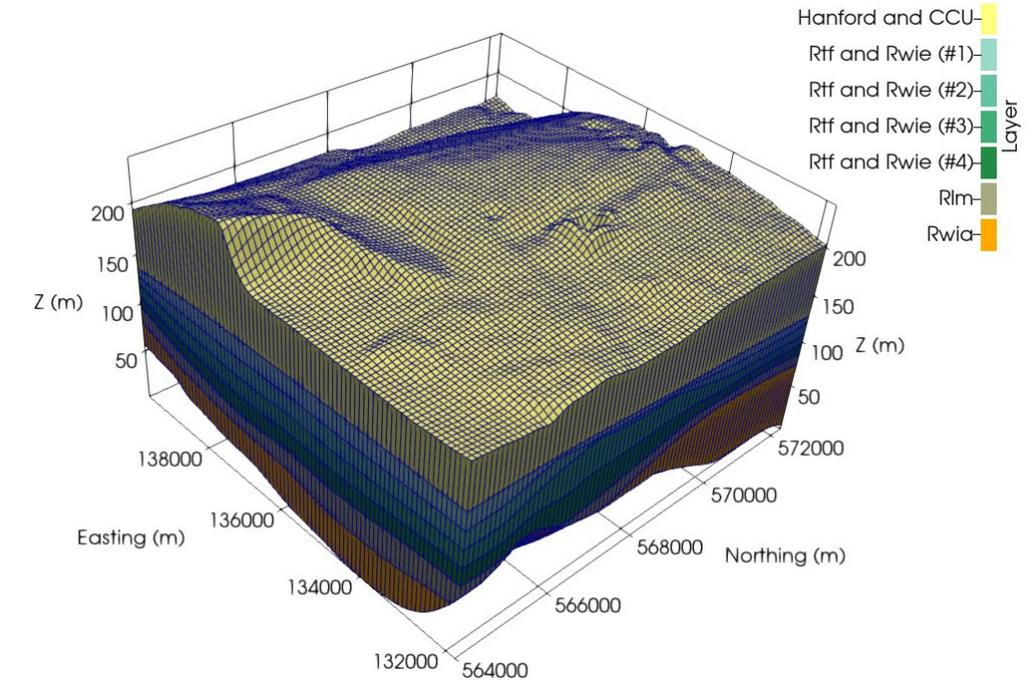 Hanford and CCU
Rtf and Rwie (#1)
Rtf and Rwie (#2)
Rtf and Rwie (#3)
Rtf and Rwie (#4)
Rlm
Rwia
Layer
200
150
100
50
Z (m)
200
150
100
50
Z (m)
138000
136000
134000
132000
Easting (m)
572000
570000
568000
566000
564000
Northing (m)